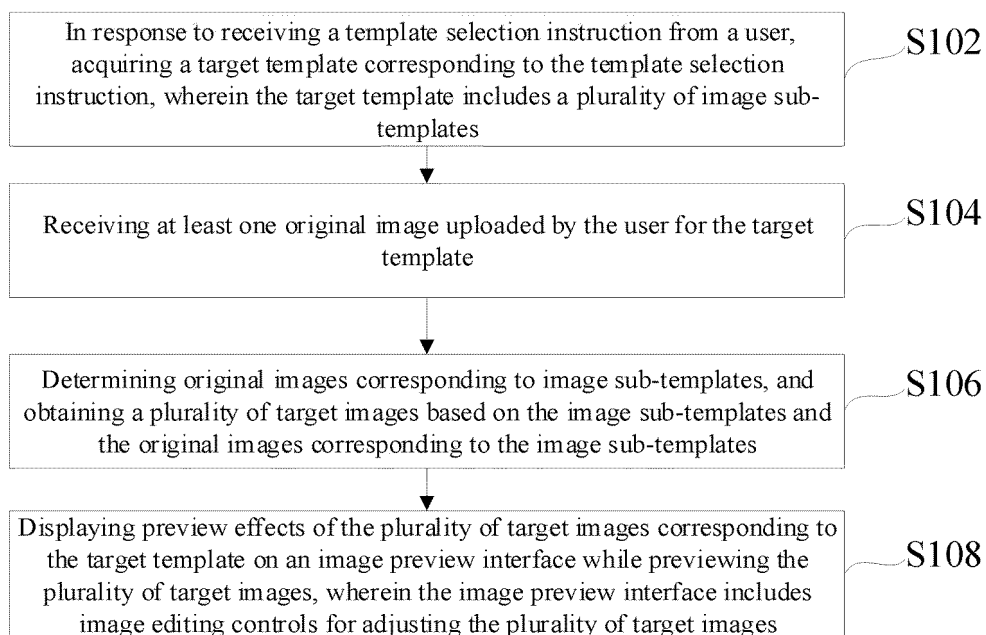 In response to receiving a template selection instruction from a user,
acquiring a target template corresponding to the template selection
instruction, wherein the target template includes a plurality of image sub-
templates
S102
Receiving at least one original image uploaded by the user for the target
template
S104
Determining original images corresponding to image sub-templates, and
obtaining a plurality of target images based on the image sub-templates and
the original images corresponding to the image sub-templates
S106
Displaying preview effects of the plurality of target images corresponding to
the target template on an image preview interface while previewing the
plurality of target images, wherein the image preview interface includes
image editing controls for adjusting the plurality of target images
S108